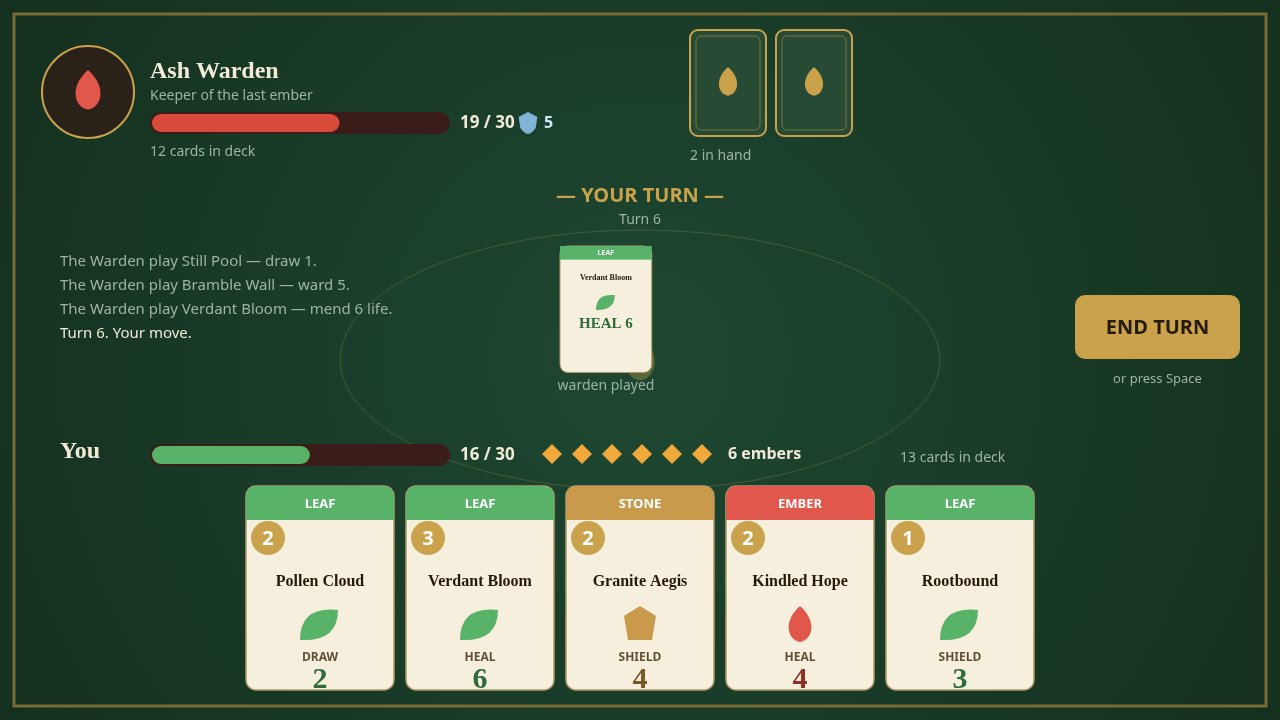 Ash Warden
Keeper of the last ember
19 / 30 5
12 cards in deck
2 in hand
— YOUR TURN —
Turn 6
The Warden play Still Pool — draw 1.
The Warden play Bramble Wall — ward 5.
The Warden play Verdant Bloom — mend 6 life.
Turn 6. Your move.
LEAF
Verdant Bloom
HEAL 6
warden played
END TURN
or press Space
You
16 / 30
6 embers
13 cards in deck
LEAF
2
Pollen Cloud
DRAW
2
LEAF
3
Verdant Bloom
HEAL
6
STONE
2
Granite Aegis
SHIELD
4
EMBER
2
Kindled Hope
HEAL
4
LEAF
1
Rootbound
SHIELD
3